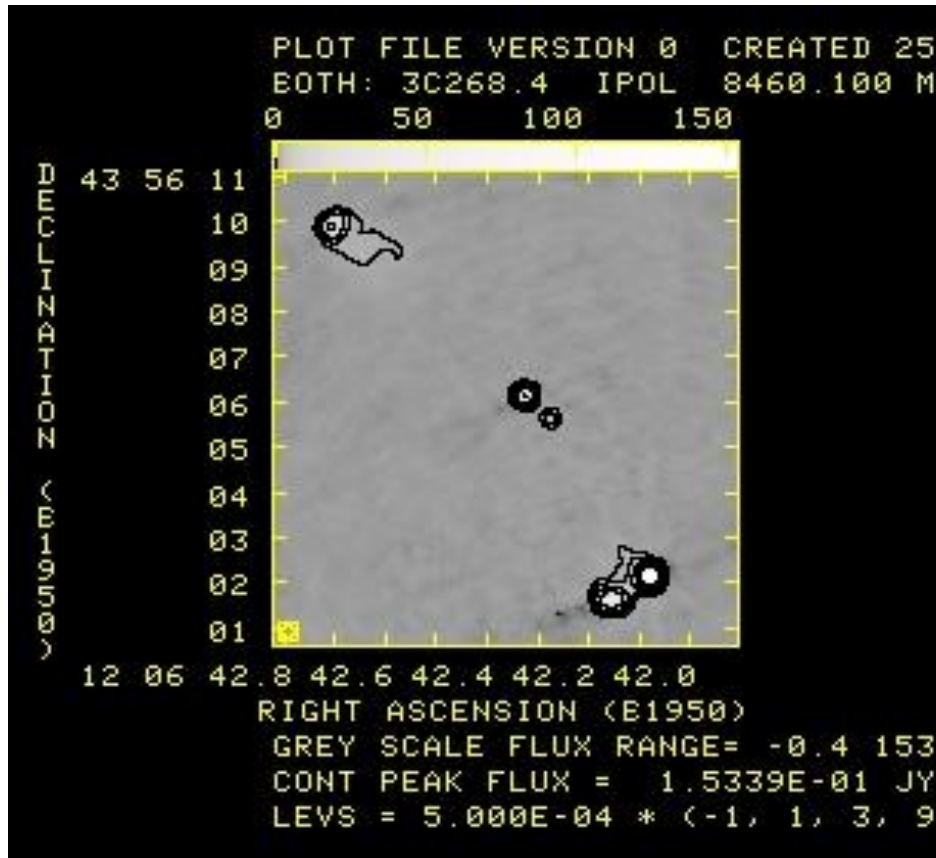 PLOT FILE VERSION 0 CREATED 25
BOTH: 3C268.4 IPOL 8460.100 M
0 50 100 150
DECLINATION (B1950)
43 56 11
10
09
08
07
06
05
04
03
02
01
12 06 42.8 42.6 42.4 42.2 42.0
RIGHT ASCENSION (B1950)
GREY SCALE FLUX RANGE= -0.4 153
CONT PEAK FLUX = 1.5339E-01 JY
LEVS = 5.000E-04 * (-1, 1, 3, 9